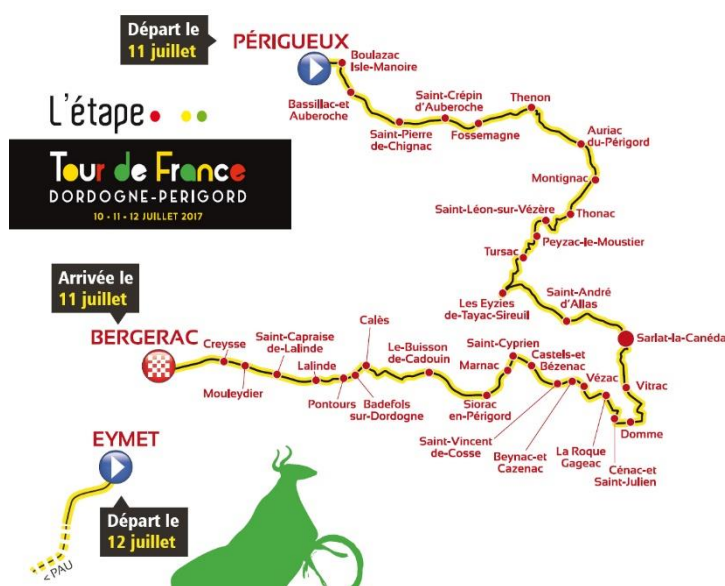 Départ le
11 juillet
PÉRIGUEUX
Boulazac
Isle-Manoire
Bassillac-et
Auberoche
Saint-Pierre
de-Chignac
Saint-Crépin
d'Auberoche
Fossemagne
Thenon
Auriac
du-Périgord
Montignac
Thonac
Saint-Léon-sur-Vézère
Peyzac-le-Moustier
Tursac
Les Eyzies
de-Tayac-Sireuil
Saint-André
d'Allas
Sarlat-la-Canéda
Vitrac
Domme
Cénac-et
Saint-Julien
La Roque
Gageac
Vézac
Beynac-et
Cazenac
Saint-Vincent
de-Cosse
Castels-et
Bézenac
Saint-Cyprien
Marnac
Siorac
en-Périgord
Le-Buisson
de-Cadouin
Calès
Badefols
sur-Dordogne
Pontours
Lalinde
Saint-Capraise
de-Lalinde
Mouleydier
Creysse
L'étape
Tour de France
DORDOGNE-PERIGORD
10 - 11 - 12 JUILLET 2017
Arrivée le
11 juillet
BERGERAC
EYMET
Départ le
12 juillet
< PAU